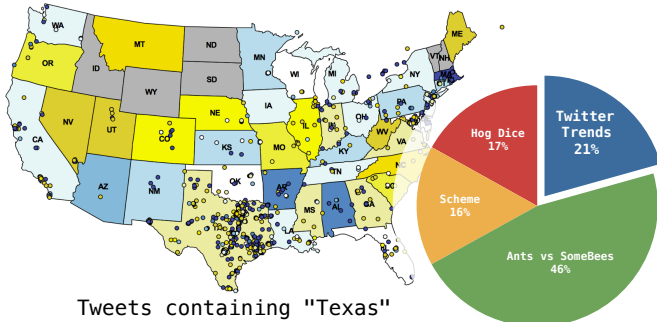 WA
MT
ND
MN
ME
VT
NH
OR
ID
SD
WI
MI
NY
WY
IA
PA
NE
NV
UT
CO
IL
IN
OH
WV
CA
KS
MO
KY
VA
AZ
NM
OK
AR
TN
NC
SC
MS
AL
GA
LA
Hog Dice
17%
Twitter
Trends
21%
Scheme
16%
Ants vs SomeBees
46%
Tweets containing "Texas"